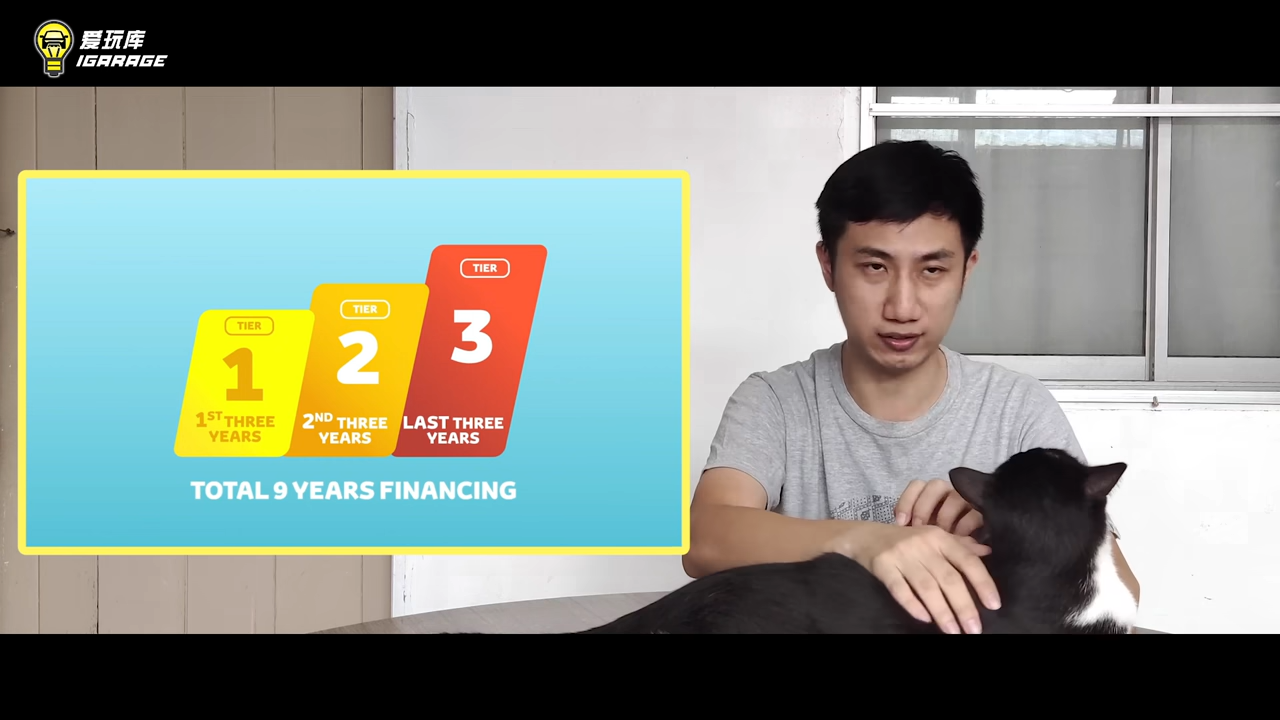 爱玩库
IGARAGE
TIER
1
1ST THREE
YEARS
TIER
2
2ND THREE
YEARS
TIER
3
LAST THREE
YEARS
TOTAL 9 YEARS FINANCING